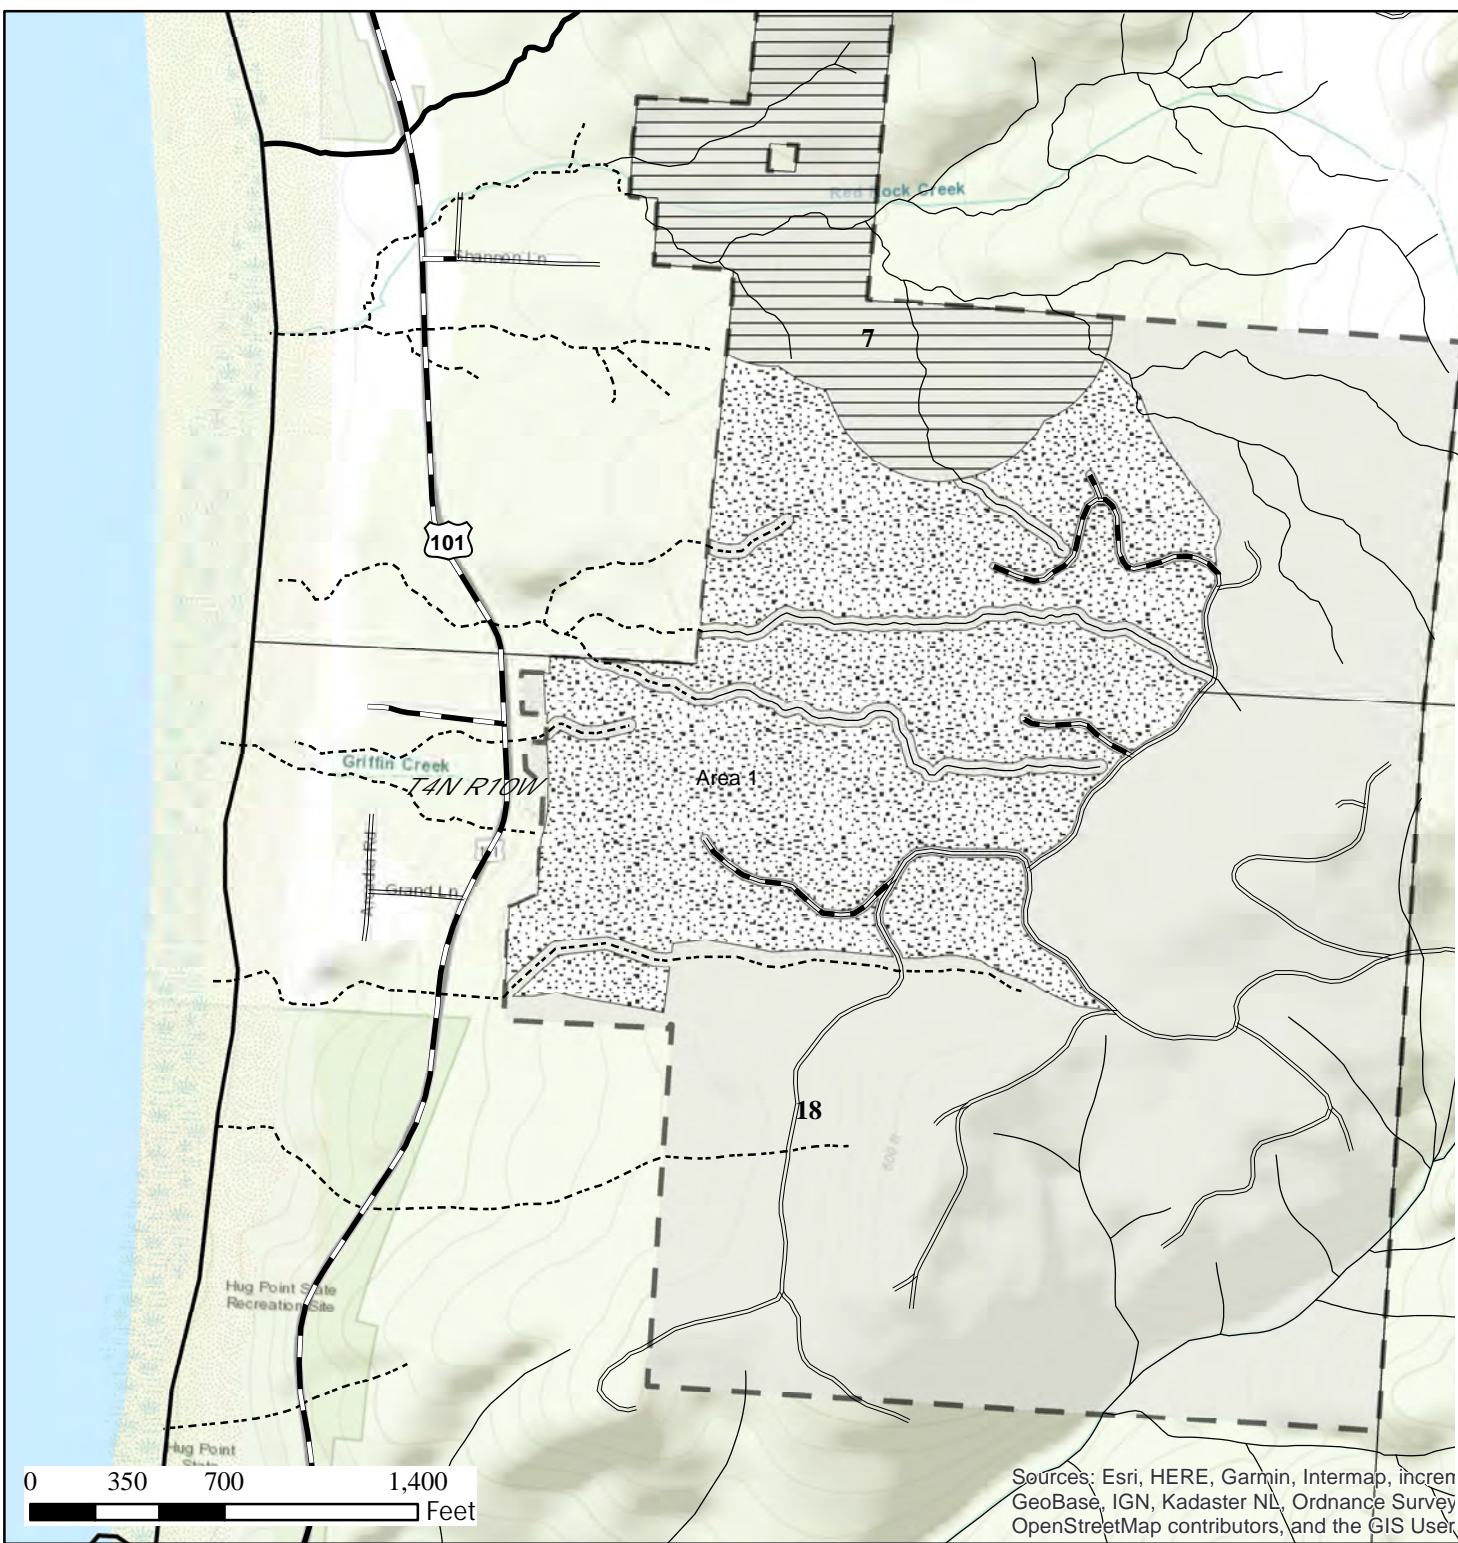 Red Rock Creek
Shannon Ln
7
101
Griffin Creek
T4N R10W
Area 1
101
Grand Ln
18
600 ft
Hug Point State
Recreation Site
Hug Point
State
0 350 700 1,400
Feet
Sources: Esri, HERE, Garmin, Intermap, increm
GeoBase, IGN, Kadaster NL, Ordnance Survey
OpenStreetMap contributors, and the GIS User